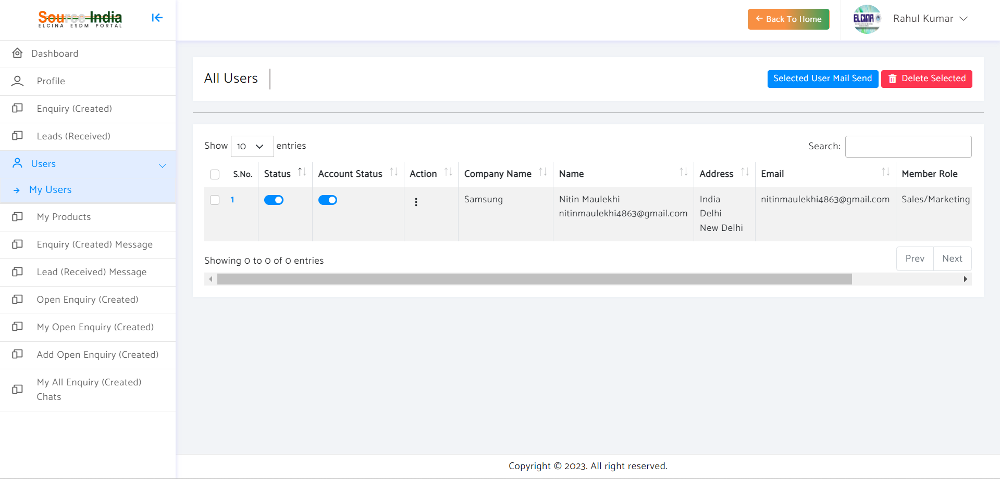 Source India
ELCINA ESDM PORTAL
Back To Home
ELCINA
Rahul Kumar
Dashboard
Profile
Enquiry (Created)
Leads (Received)
Users
My Users
My Products
Enquiry (Created) Message
Lead (Received) Message
Open Enquiry (Created)
My Open Enquiry (Created)
Add Open Enquiry (Created)
My All Enquiry (Created)
Chats
All Users
Selected User Mail Send
Delete Selected
Show 10 entries
Search:
S.No. Status Account Status Action Company Name Name Address Email Member Role
1 Samsung Nitin Maulekhi India nitinmaulekhi4863@gmail.com Sales/Marketing
nitinmaulekhi4863@gmail.com Delhi
New Delhi
Showing 0 to 0 of 0 entries
Prev Next
Copyright © 2023. All right reserved.